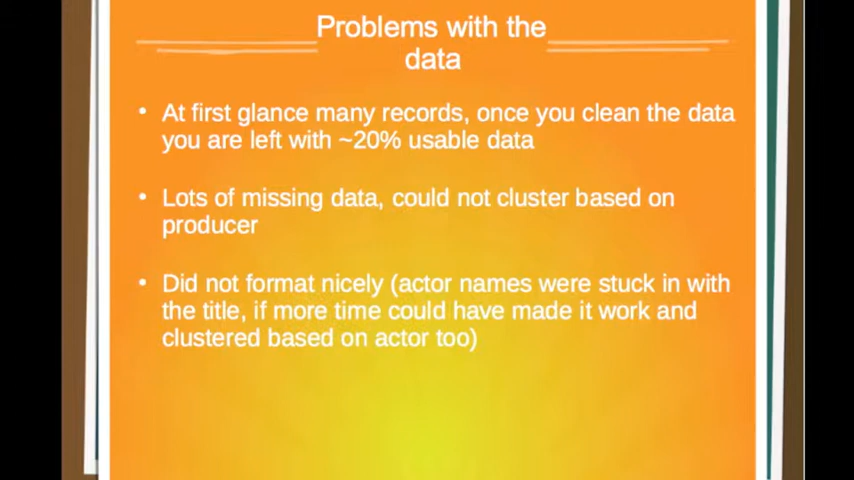 Problems with the
data
• At first glance many records, once you clean the data
you are left with ~20% usable data
• Lots of missing data, could not cluster based on
producer
• Did not format nicely (actor names were stuck in with
the title, if more time could have made it work and
clustered based on actor too)